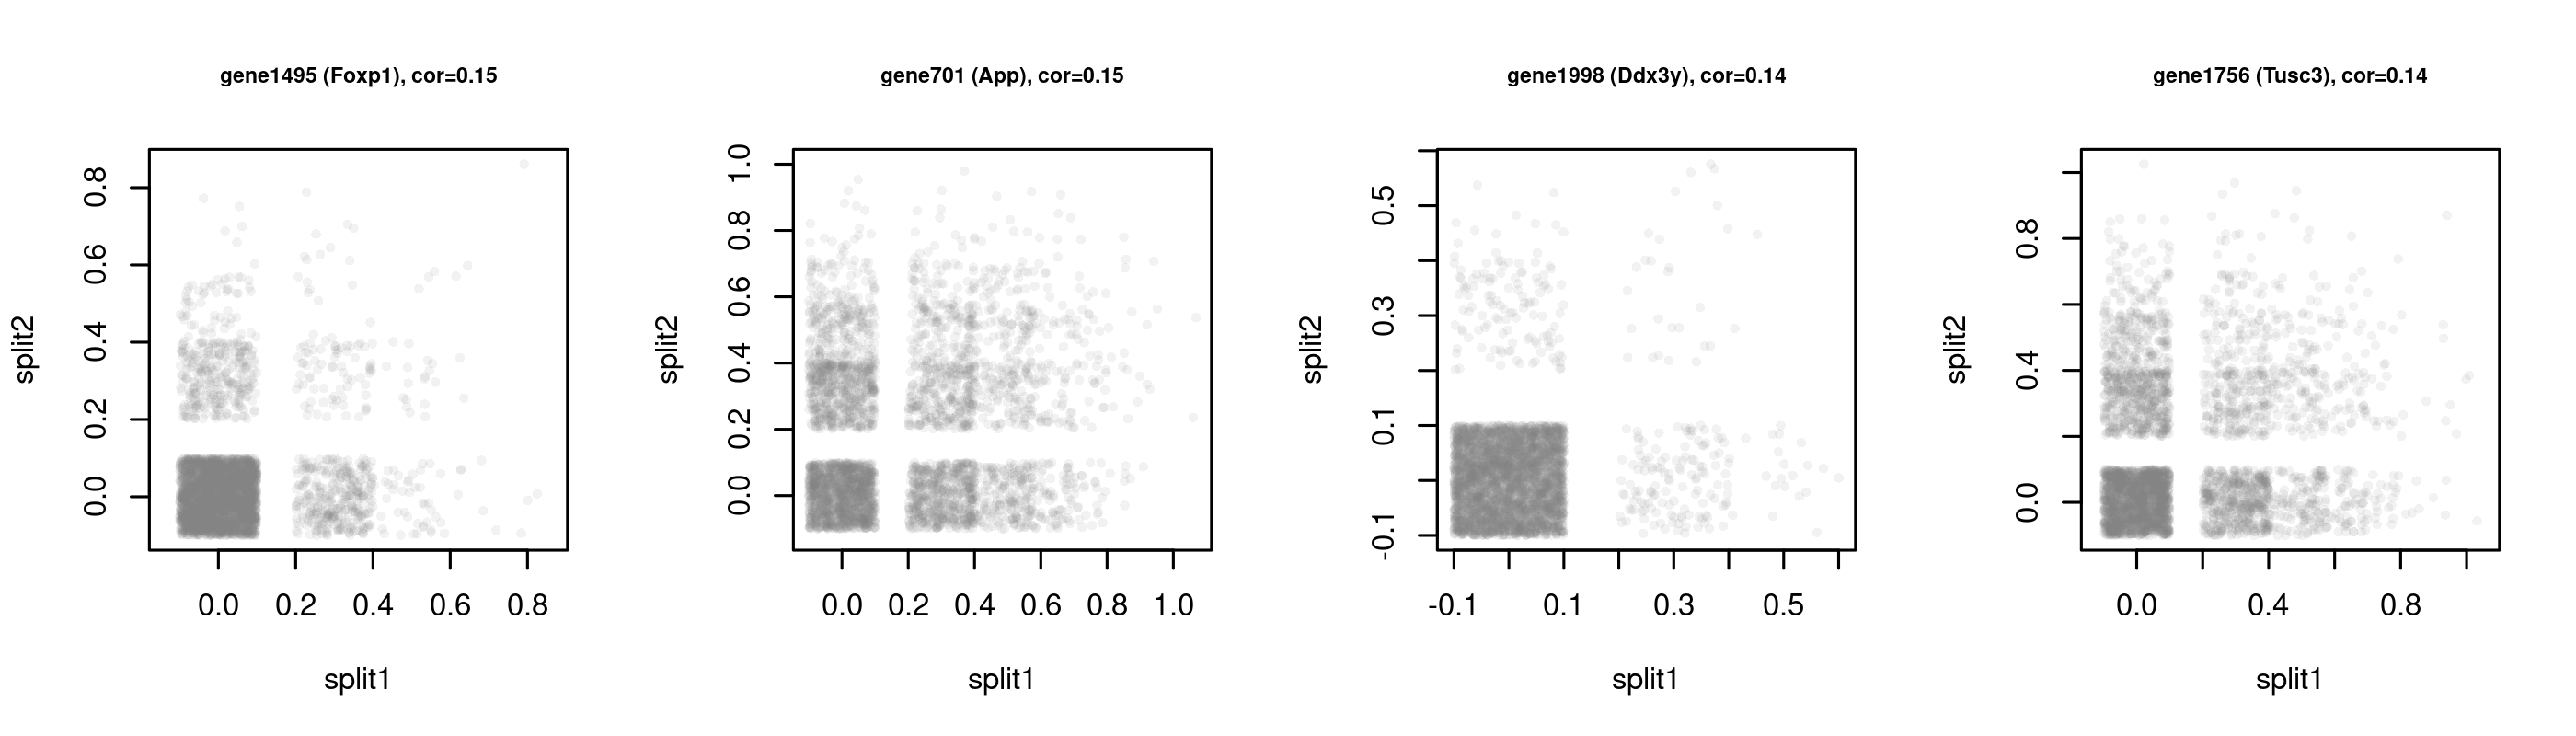 gene1495 (Foxp1), cor=0.15
split2
0.0 0.2 0.4 0.6 0.8
0.0 0.2 0.4 0.6 0.8
split1
gene701 (App), cor=0.15
split2
0.0 0.2 0.4 0.6 0.8 1.0
0.0 0.2 0.4 0.6 0.8 1.0
split1
gene1998 (Ddx3y), cor=0.14
split2
-0.1 0.1 0.3 0.5
-0.1 0.1 0.3 0.5
split1
gene1756 (Tusc3), cor=0.14
split2
0.0 0.4 0.8
0.0 0.4 0.8
split1